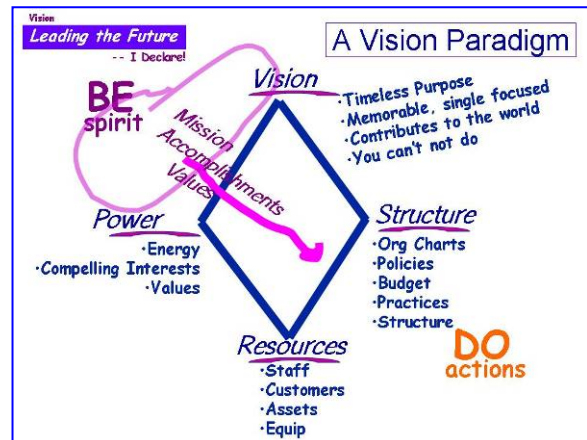 Vision
Leading the Future
-- I Declare!
A Vision Paradigm
BE
spirit
Vision
•Timeless Purpose
•Memorable, single focused
•Contributes to the world
•You can't not do
Mission
Accomplishments
Values
Power
•Energy
•Compelling Interests
•Values
Structure
•Org Charts
•Policies
•Budget
•Practices
•Structure
Resources
•Staff
•Customers
•Assets
•Equip
DO
actions